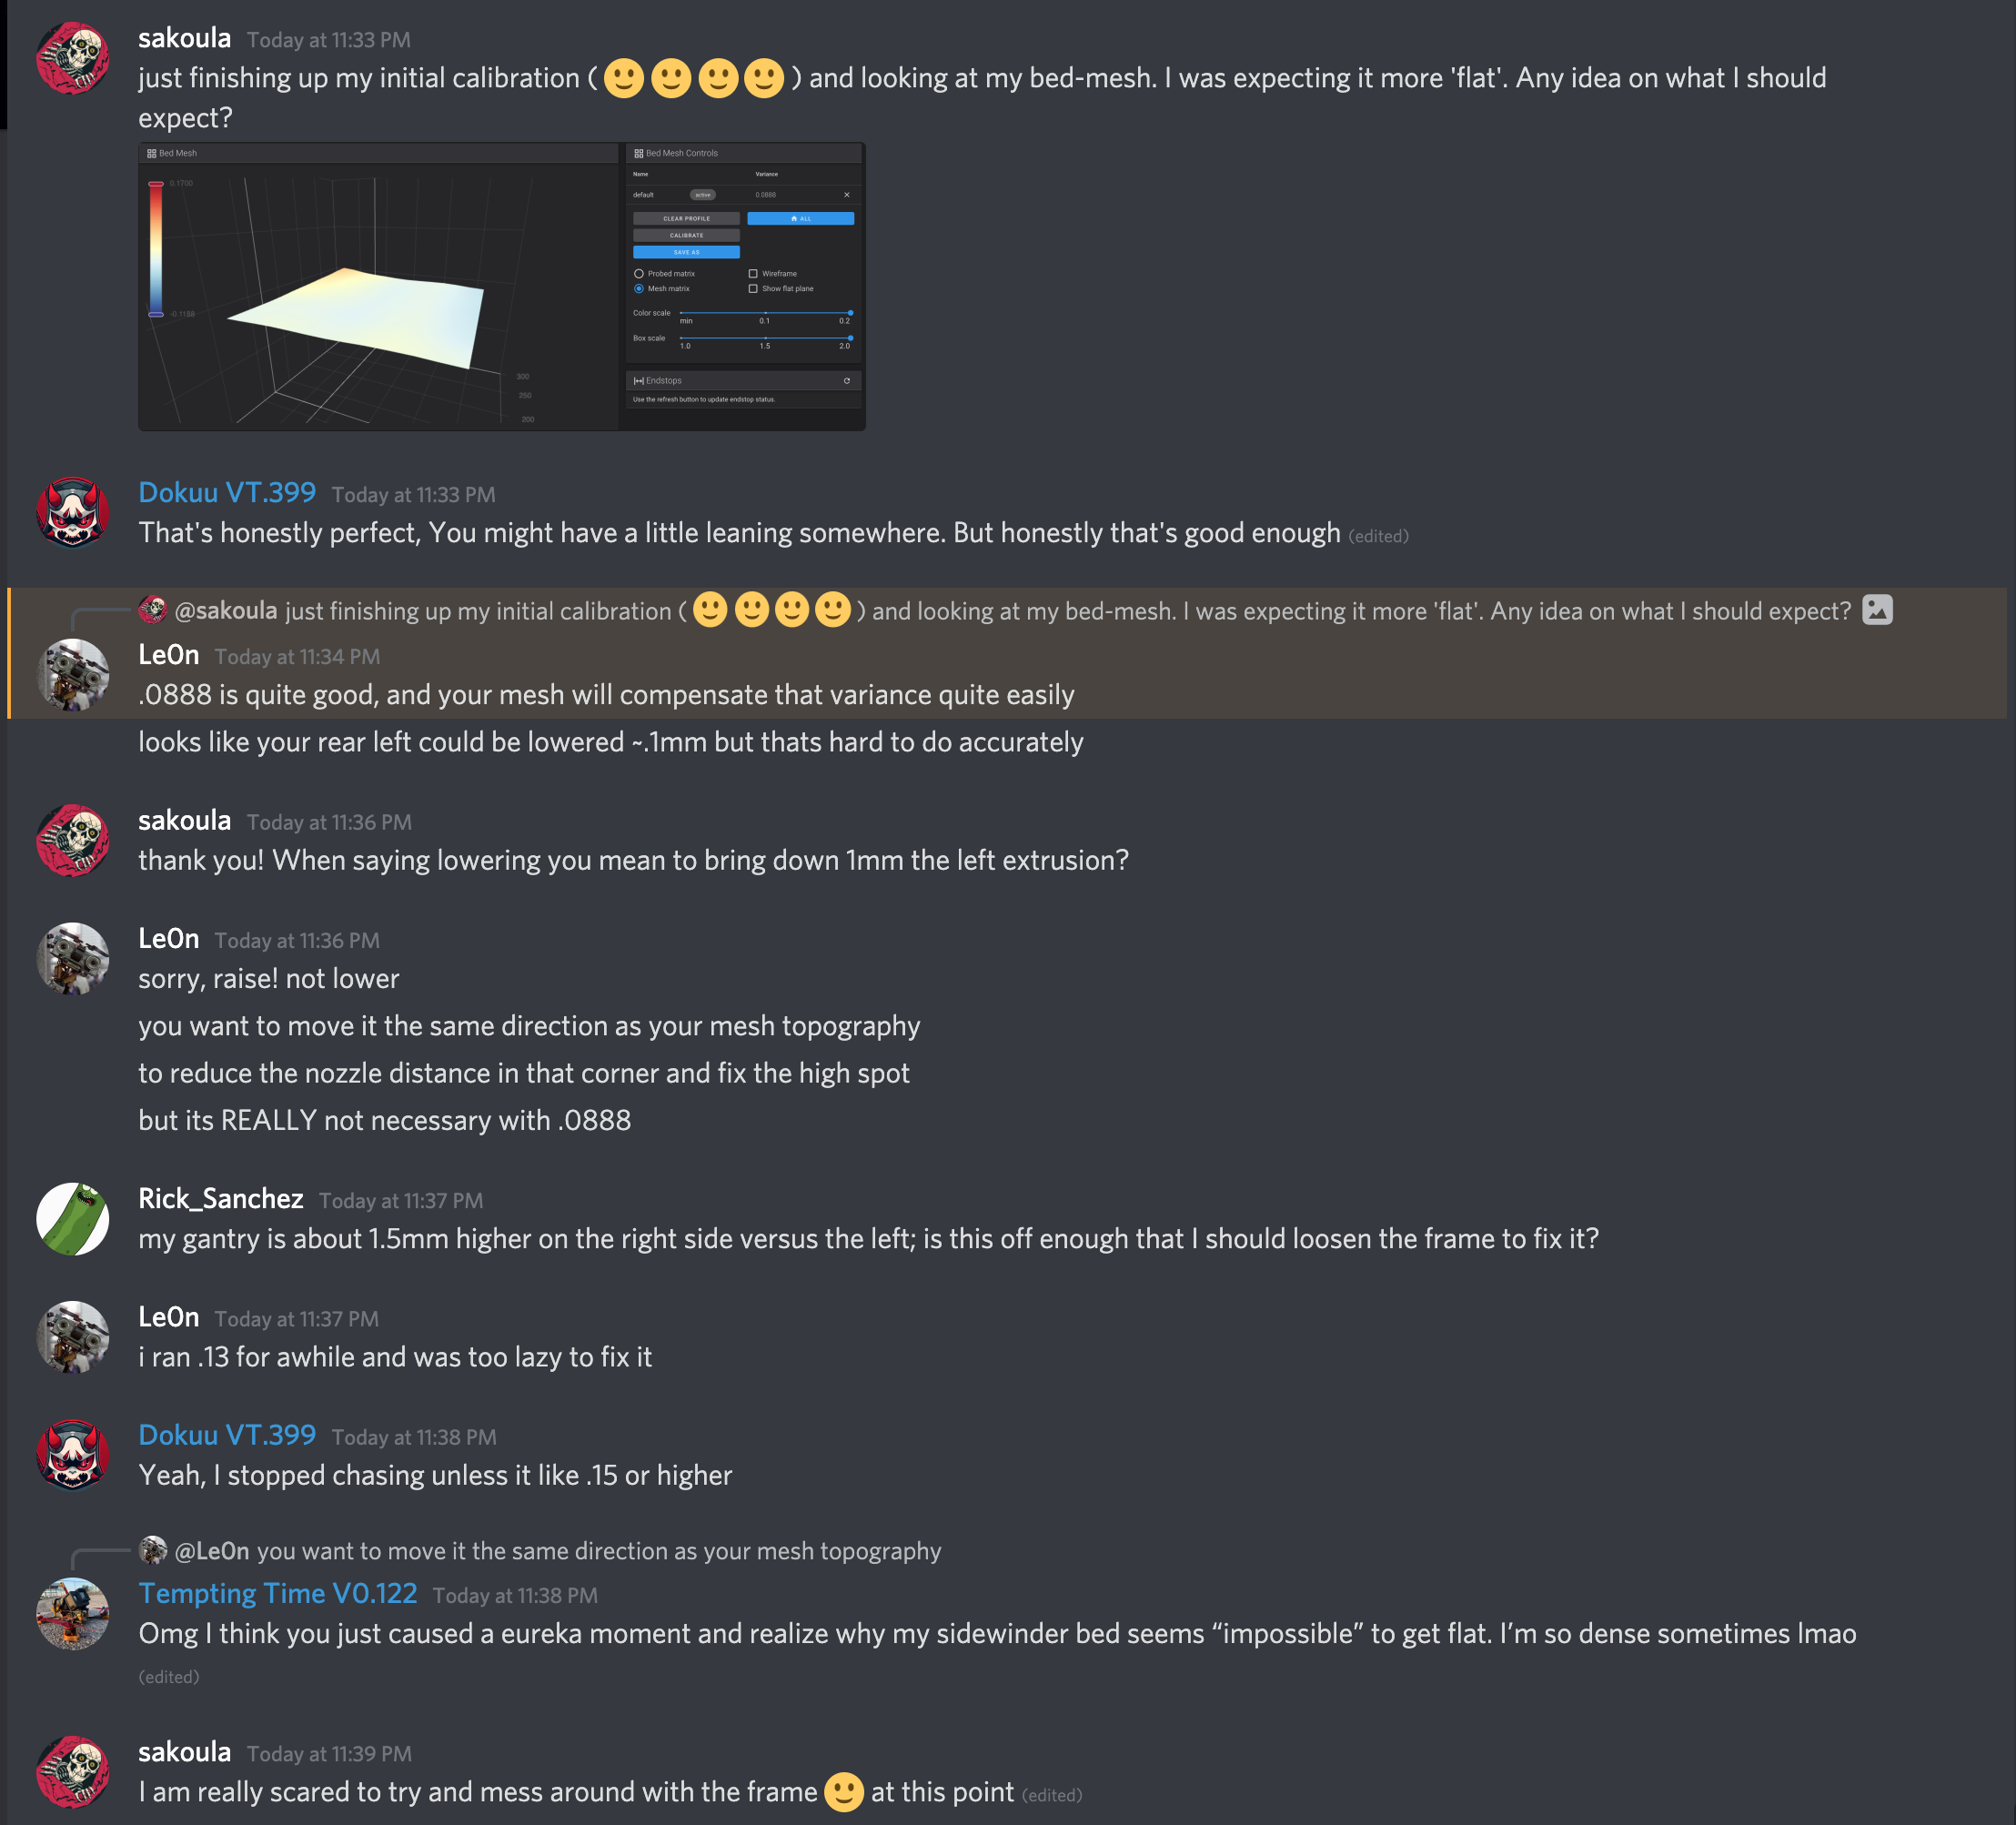 sakoula Today at 11:33 PM
just finishing up my initial calibration (🙂🙂🙂🙂) and looking at my bed-mesh. I was expecting it more 'flat'. Any idea on what I should
expect?
Bed Mesh
0.1700
-0.1188
300
250
200
Bed Mesh Controls
Name Variance
default active 0.0888
CLEAR PROFILE ALL
CALIBRATE
SAVE AS
Probed matrix Wireframe
Mesh matrix Show flat plane
Color scale
min 0.1 0.2
Box scale
1.0 1.5 2.0
Endstops
Use the refresh button to update endstop status.
Dokuu VT.399 Today at 11:33 PM
That's honestly perfect, You might have a little leaning somewhere. But honestly that's good enough (edited)
@sakoula just finishing up my initial calibration (🙂🙂🙂🙂) and looking at my bed-mesh. I was expecting it more 'flat'. Any idea on what I should expect?
Le0n Today at 11:34 PM
.0888 is quite good, and your mesh will compensate that variance quite easily
looks like your rear left could be lowered ~.1mm but thats hard to do accurately
sakoula Today at 11:36 PM
thank you! When saying lowering you mean to bring down 1mm the left extrusion?
Le0n Today at 11:36 PM
sorry, raise! not lower
you want to move it the same direction as your mesh topography
to reduce the nozzle distance in that corner and fix the high spot
but its REALLY not necessary with .0888
Rick_Sanchez Today at 11:37 PM
my gantry is about 1.5mm higher on the right side versus the left; is this off enough that I should loosen the frame to fix it?
Le0n Today at 11:37 PM
i ran .13 for awhile and was too lazy to fix it
Dokuu VT.399 Today at 11:38 PM
Yeah, I stopped chasing unless it like .15 or higher
@Le0n you want to move it the same direction as your mesh topography
Tempting Time V0.122 Today at 11:38 PM
Omg I think you just caused a eureka moment and realize why my sidewinder bed seems “impossible” to get flat. I’m so dense sometimes lmao
(edited)
sakoula Today at 11:39 PM
I am really scared to try and mess around with the frame 🙂 at this point (edited)